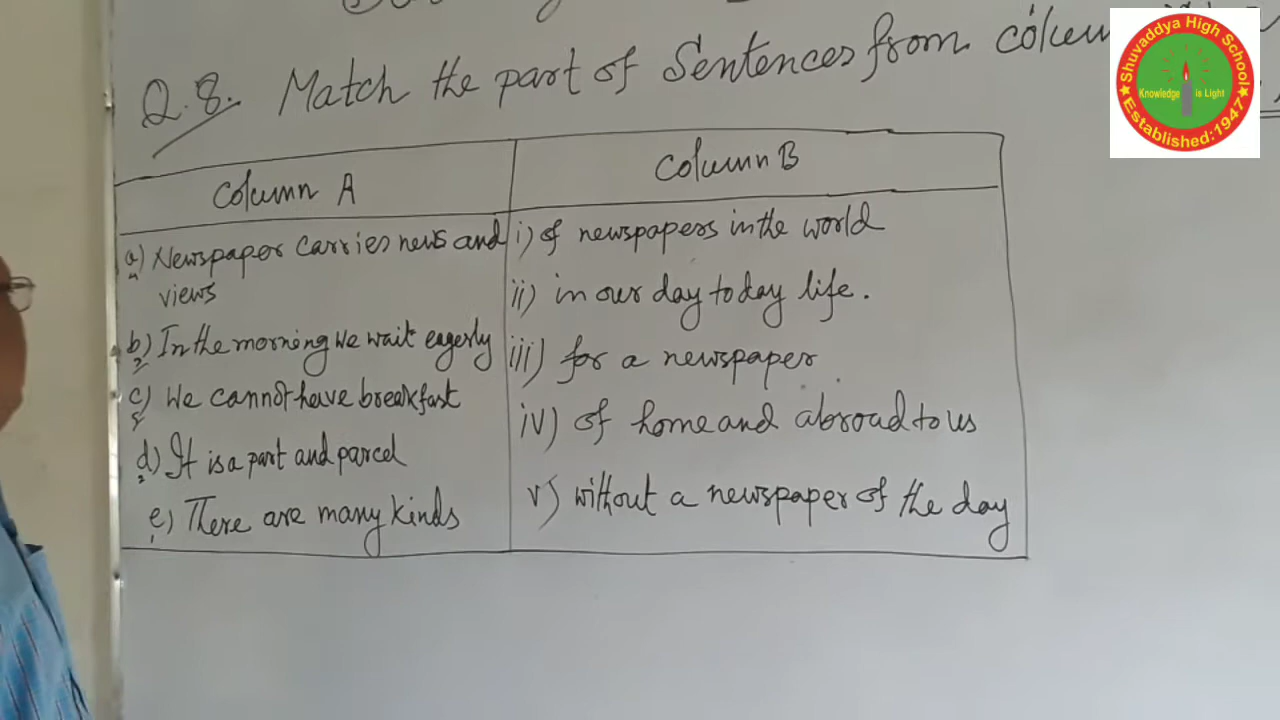 Q.8. Match the part of Sentences from
Column A
Column B
a) Newspaper carries news and
views
b) In the morning we wait eagerly
c) We cannot have breakfast
d) It is a part and parcel
e) There are many kinds
i) of newspapers in the world
ii) in our day to day life.
iii) for a newspaper
iv) of home and abroad to us
v) without a newspaper of the day
Shuvaddya High School
Knowledge is Light
Established:1947